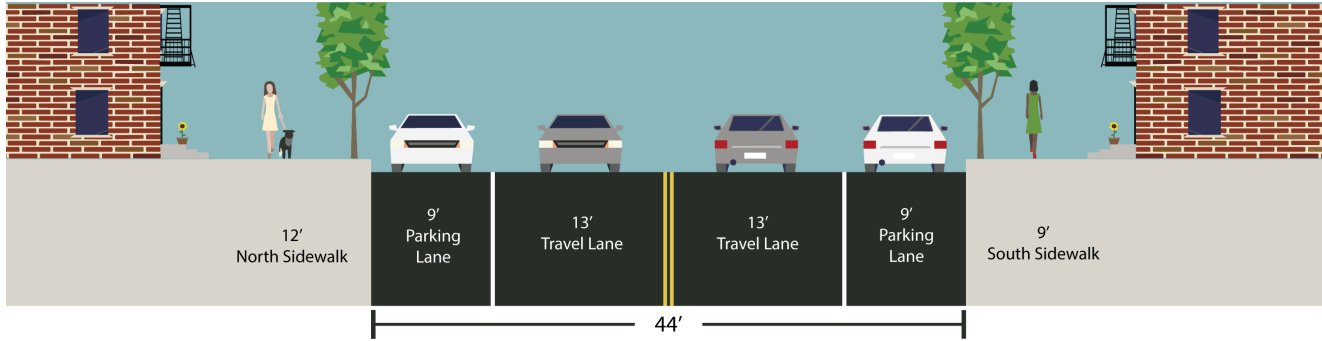 12’
North Sidewalk
9’
Parking
Lane
13’
Travel Lane
13’
Travel Lane
9’
Parking
Lane
9’
South Sidewalk
44’